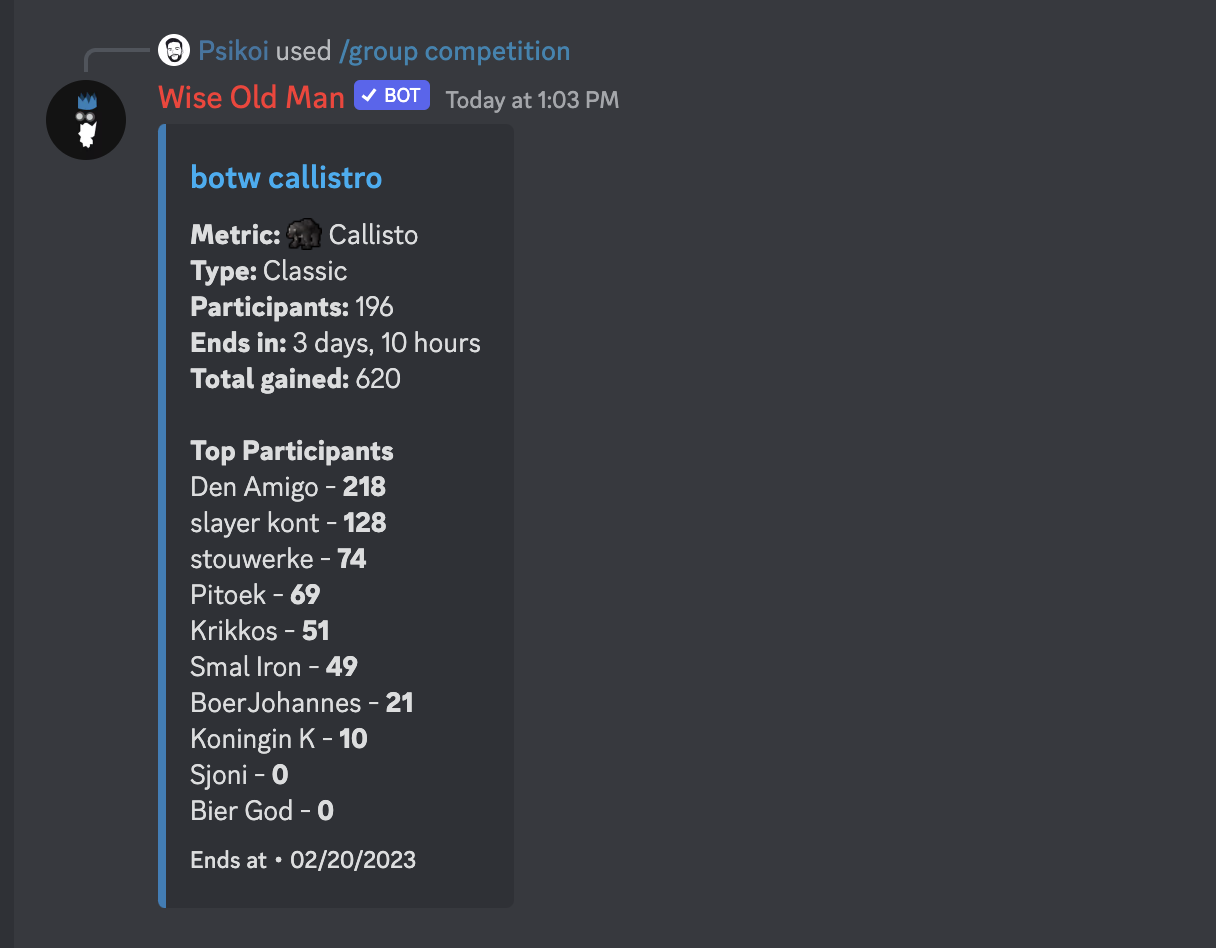 Psikoi used /group competition
Wise Old Man ✓ BOT Today at 1:03 PM
botw callistro
Metric: Callisto
Type: Classic
Participants: 196
Ends in: 3 days, 10 hours
Total gained: 620
Top Participants
Den Amigo - 218
slayer kont - 128
stouwerke - 74
Pitoek - 69
Krikkos - 51
Smal Iron - 49
BoerJohannes - 21
Koningin K - 10
Sjoni - 0
Bier God - 0
Ends at • 02/20/2023